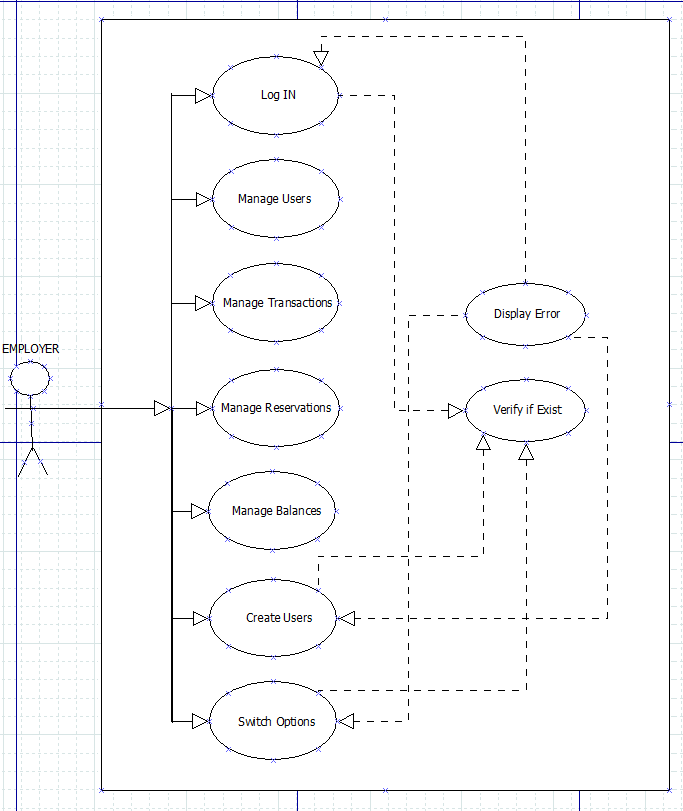 Log IN
Manage Users
Manage Transactions
Display Error
EMPLOYER
Manage Reservations
Verify if Exist
Manage Balances
Create Users
Switch Options